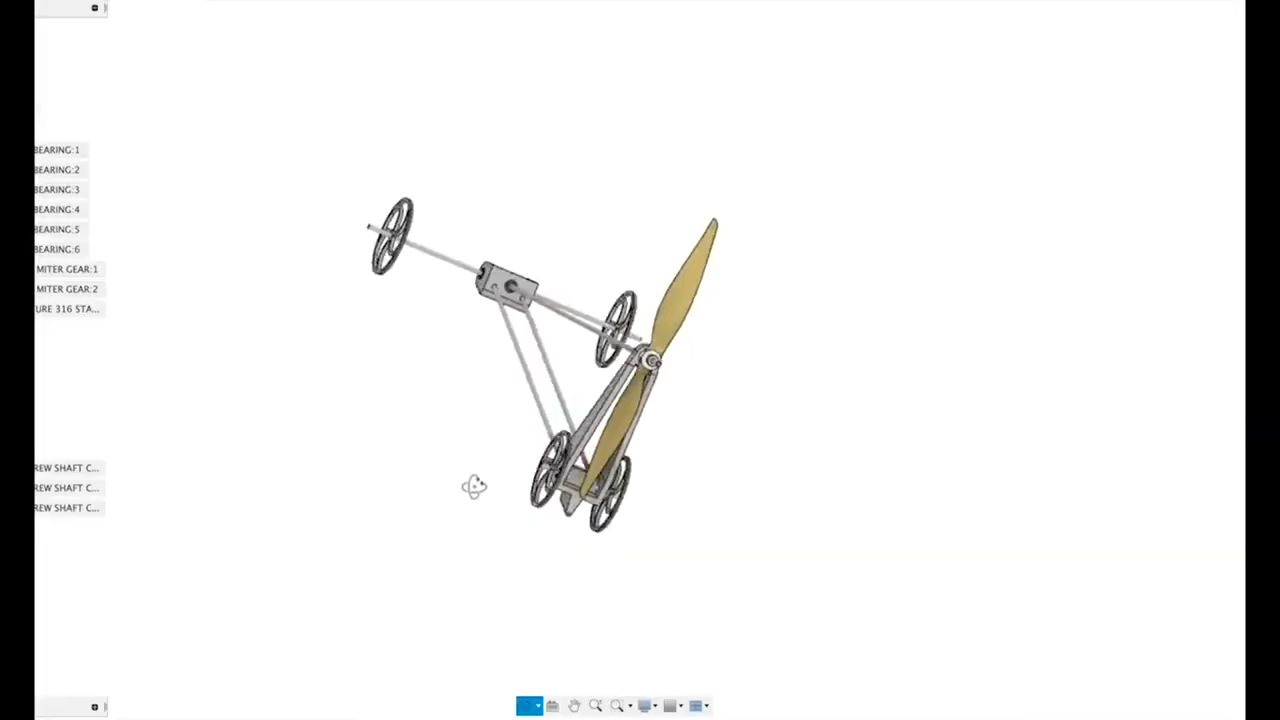 BEARING:1
BEARING:2
BEARING:3
BEARING:4
BEARING:5
BEARING:6
MITER GEAR:1
MITER GEAR:2
URE 316 STA...
REW SHAFT C...
REW SHAFT C...
REW SHAFT C...